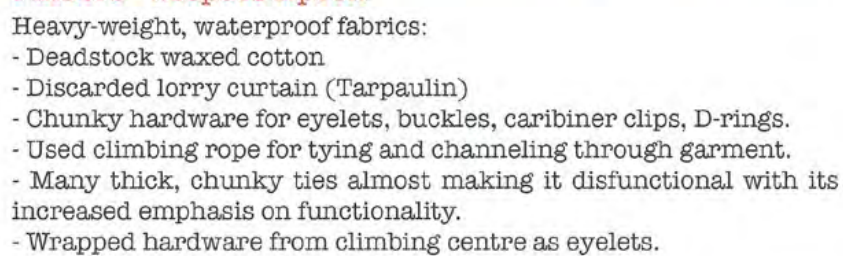 Heavy-weight, waterproof fabrics:
- Deadstock waxed cotton
- Discarded lorry curtain (Tarpaulin)
- Chunky hardware for eyelets, buckles, caribiner clips, D-rings.
- Used climbing rope for tying and channeling through garment.
- Many thick, chunky ties almost making it disfunctional with its
increased emphasis on functionality.
- Wrapped hardware from climbing centre as eyelets.